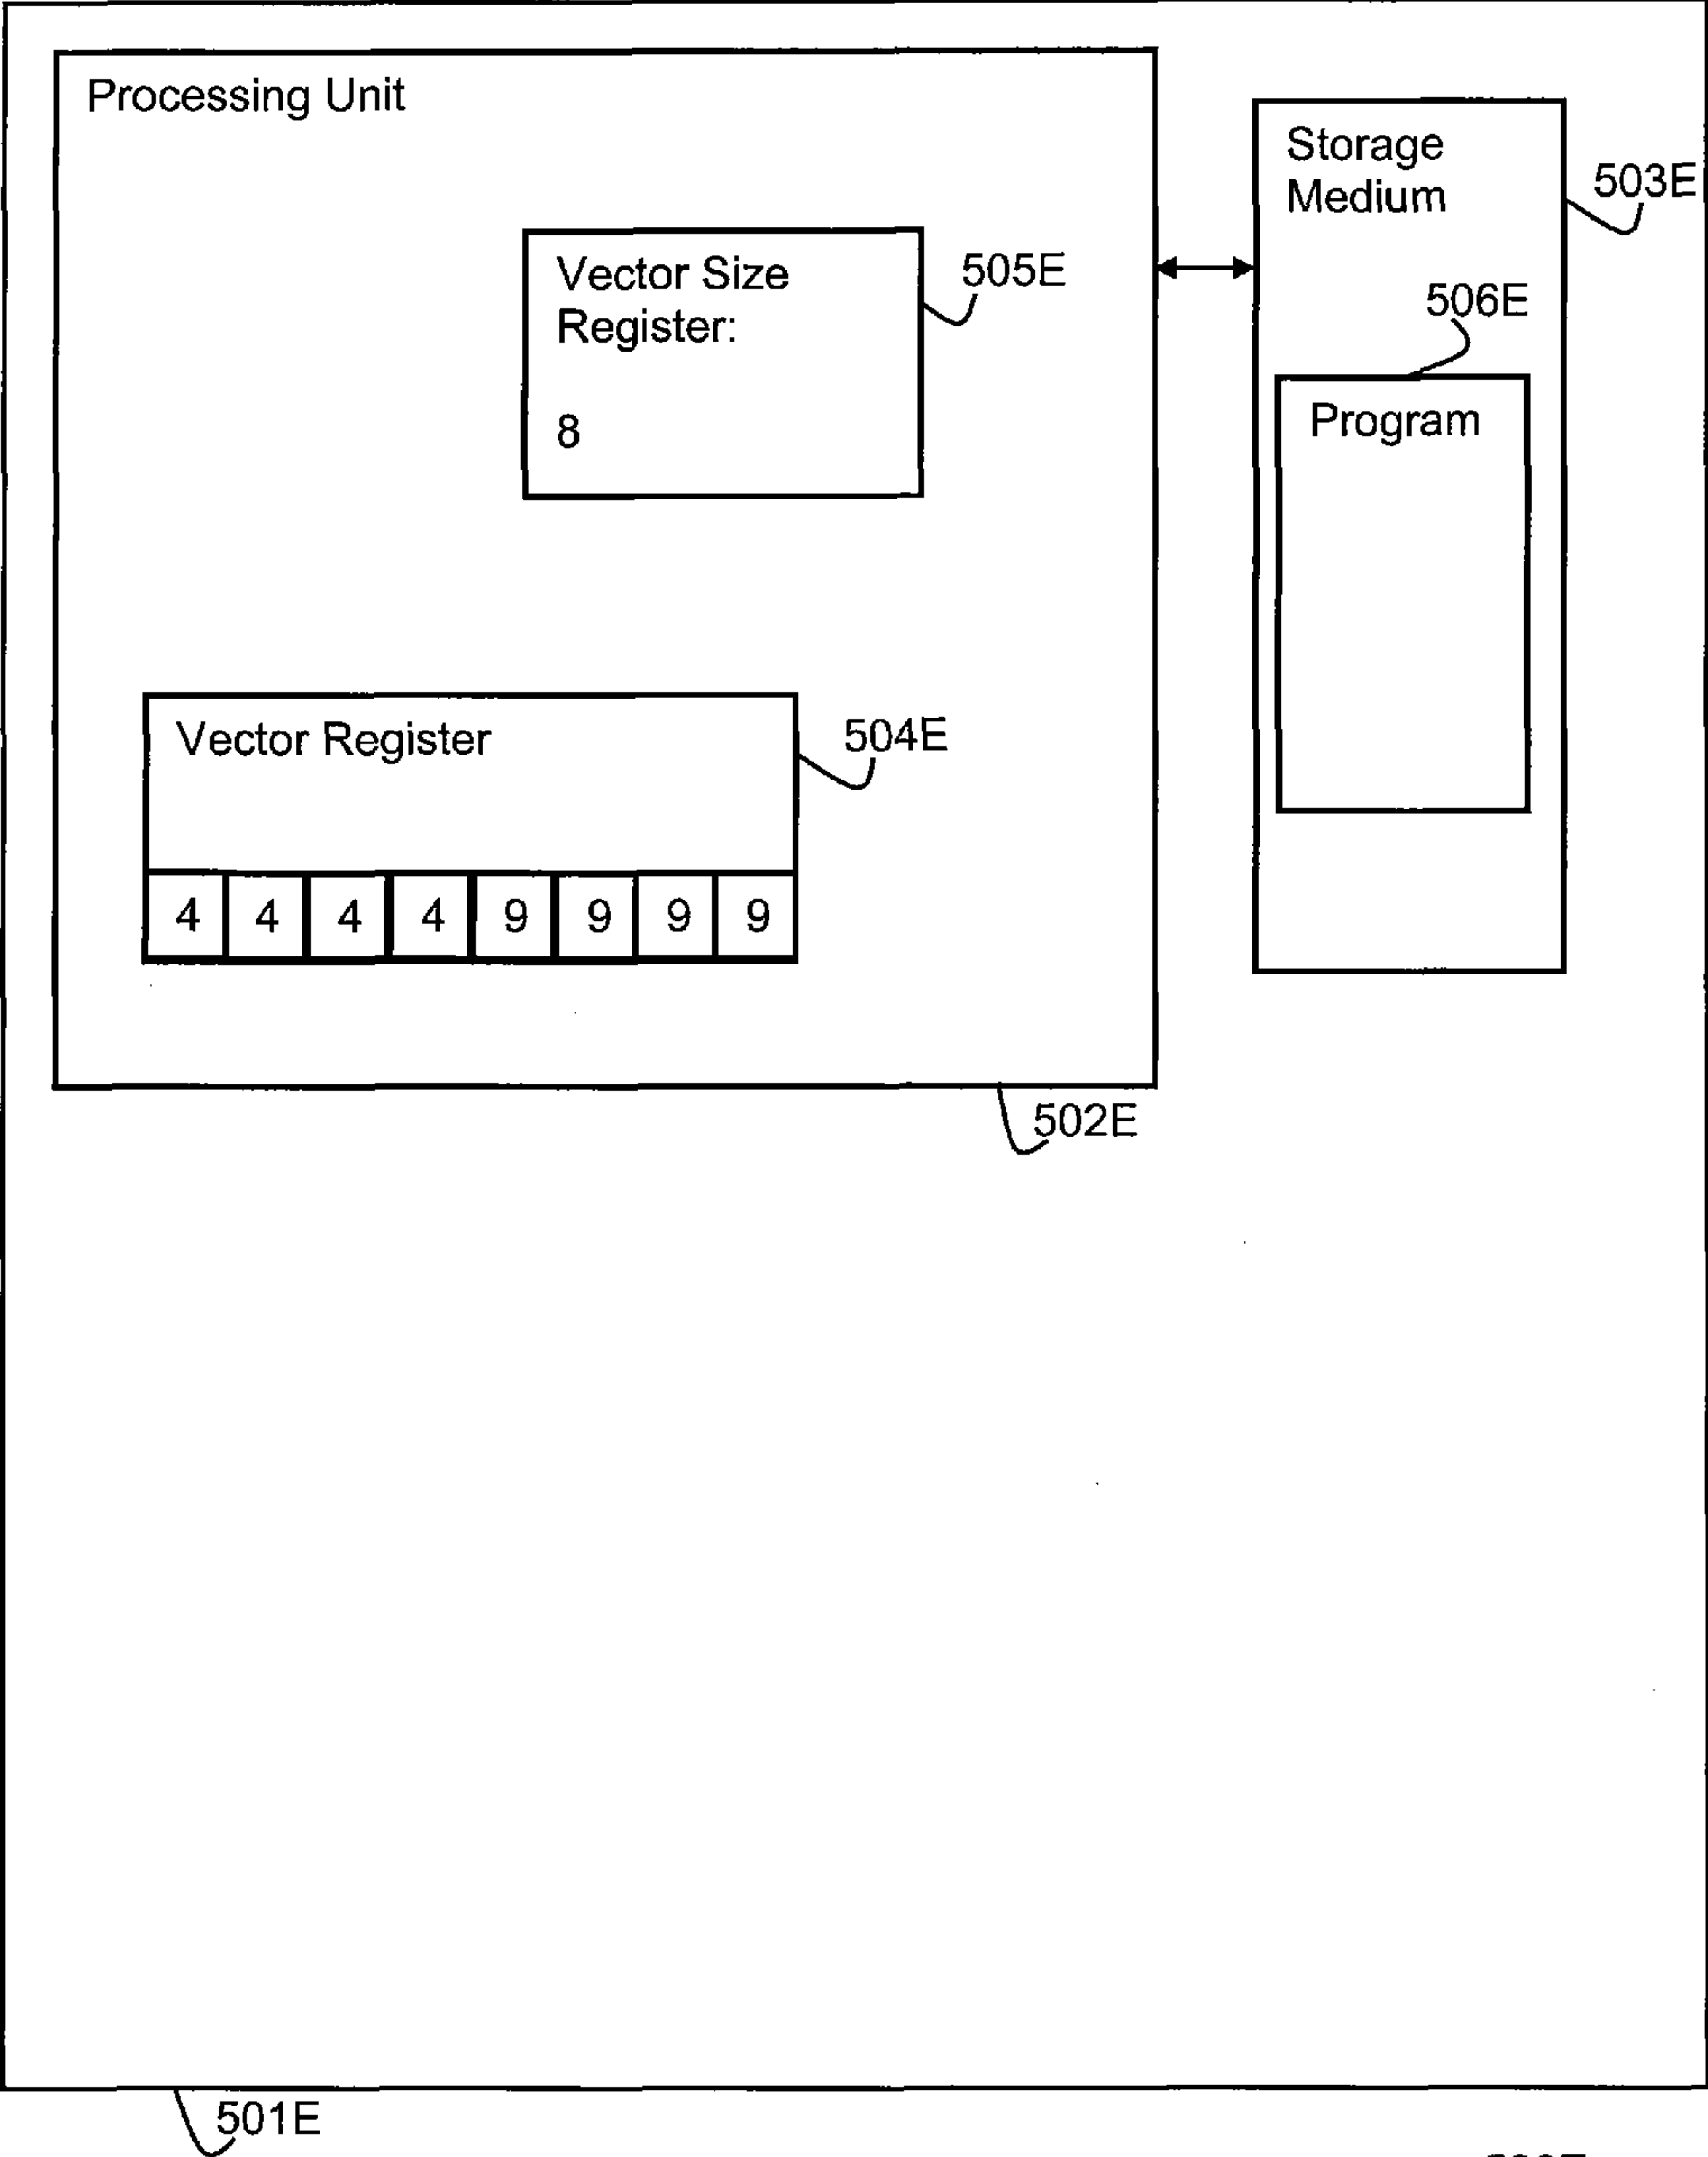 Processing Unit
Storage
Medium
503E
Vector Size
Register:
8
505E
506E
Program
Vector Register
504E
4 4 4 4 9 9 9 9
502E
501E